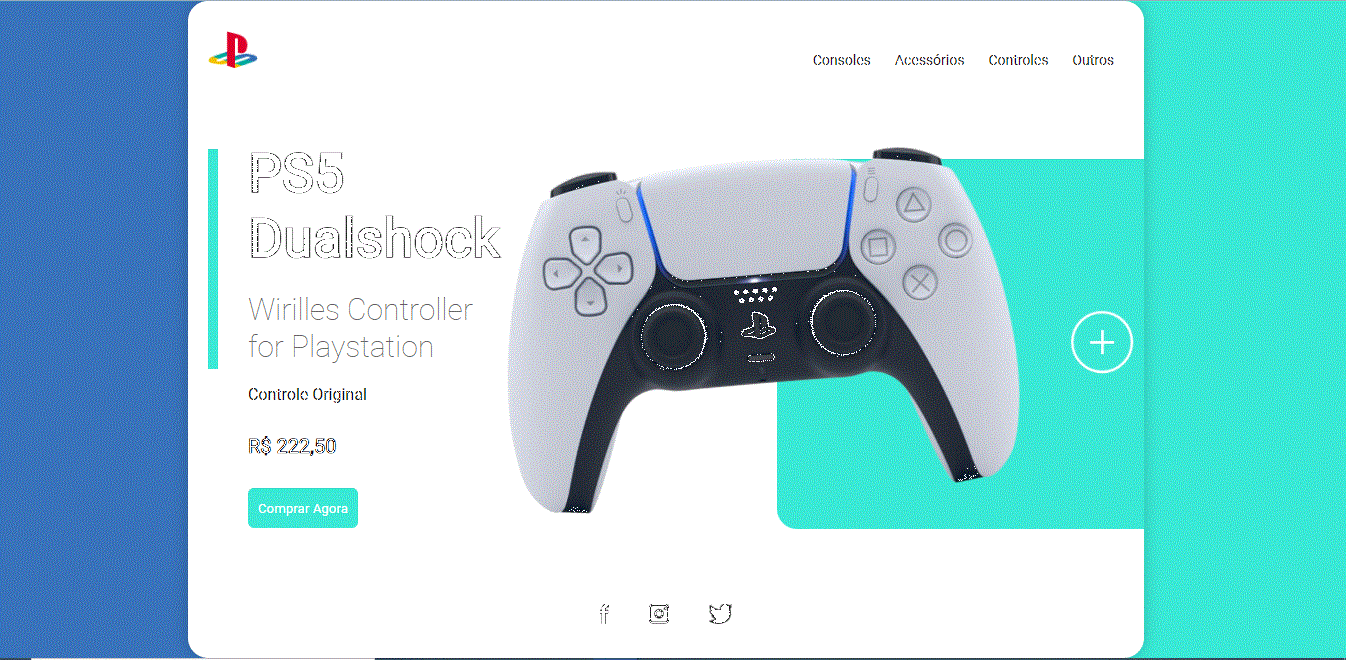 Consoles Acessórios Controles Outros
PS5
Dualshock
Wirilles Controller
for Playstation
Controle Original
R$ 222,50
Comprar Agora